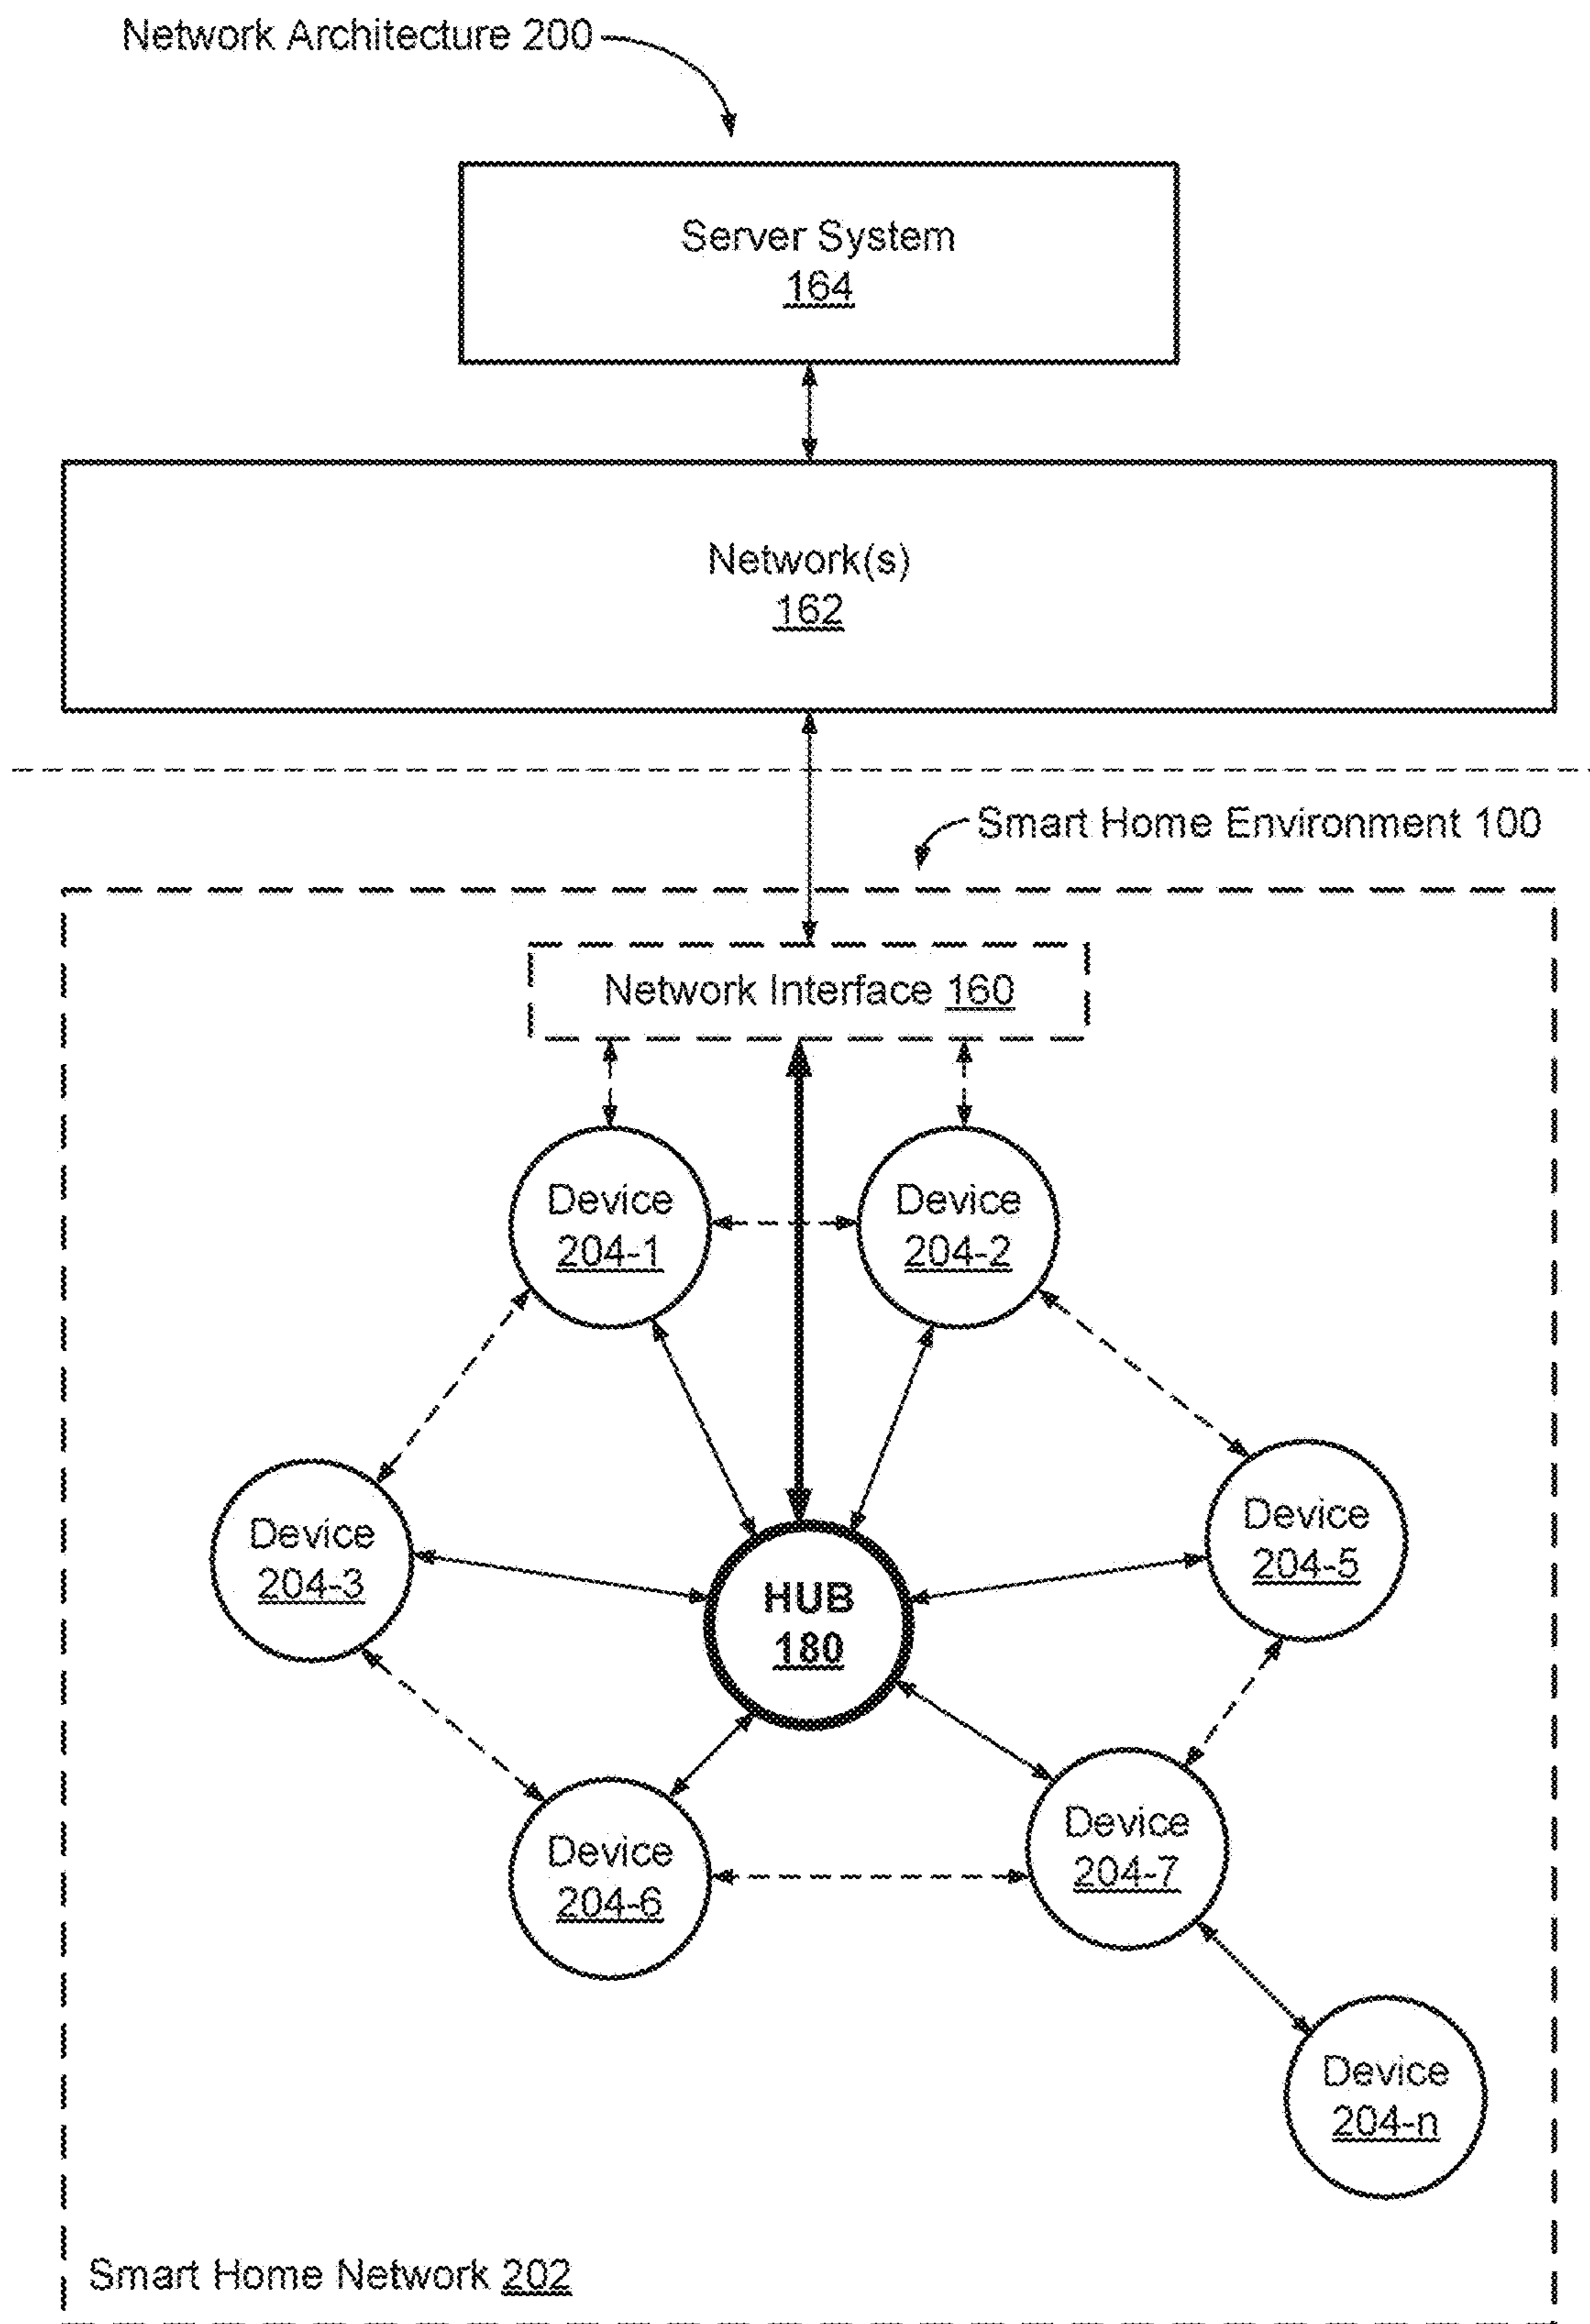 Network Architecture 200
Server System
164
Network(s)
162
Smart Home Environment 100
Network Interface 160
Device
204-1
Device
204-2
Device
204-3
Device
204-5
HUB
180
Device
204-6
Device
204-7
Device
204-n
Smart Home Network 202